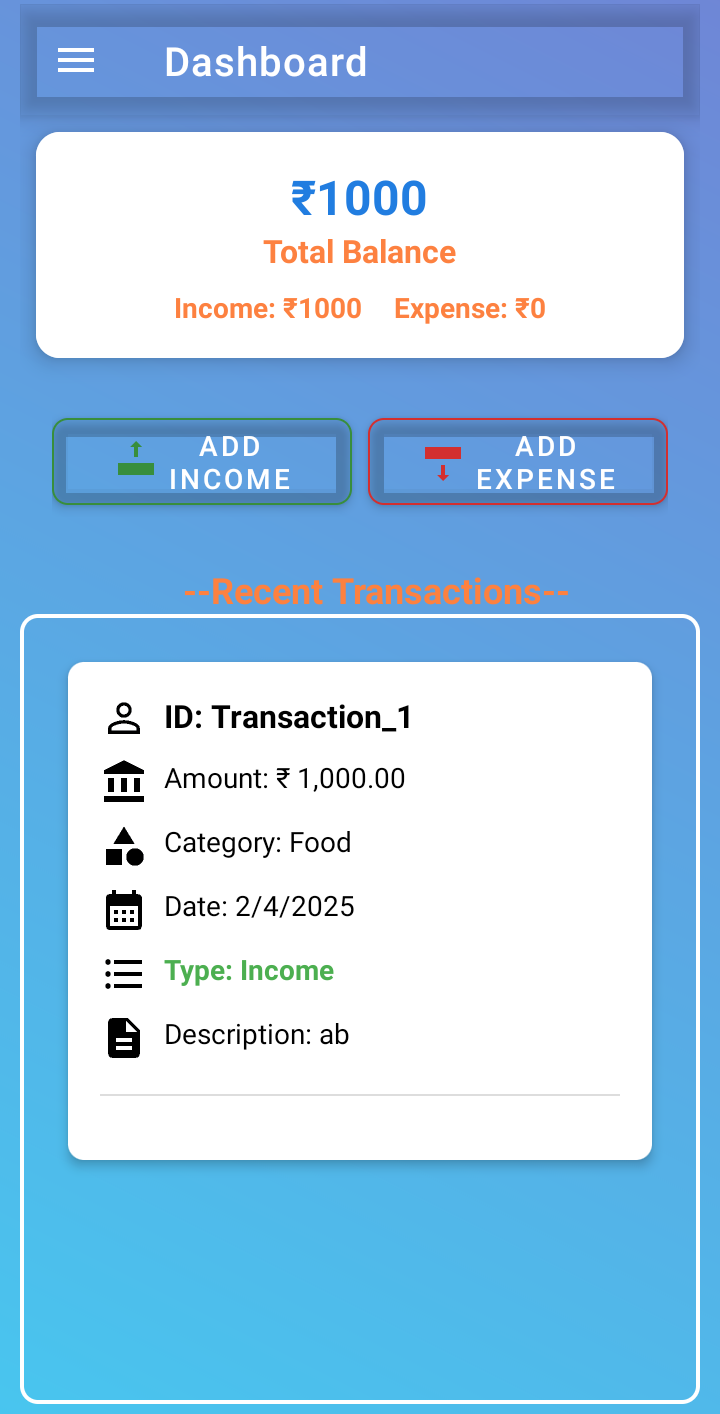 Dashboard
₹1000
Total Balance
Income: ₹1000 Expense: ₹0
ADD
INCOME
ADD
EXPENSE
--Recent Transactions--
ID: Transaction_1
Amount: ₹ 1,000.00
Category: Food
Date: 2/4/2025
Type: Income
Description: ab